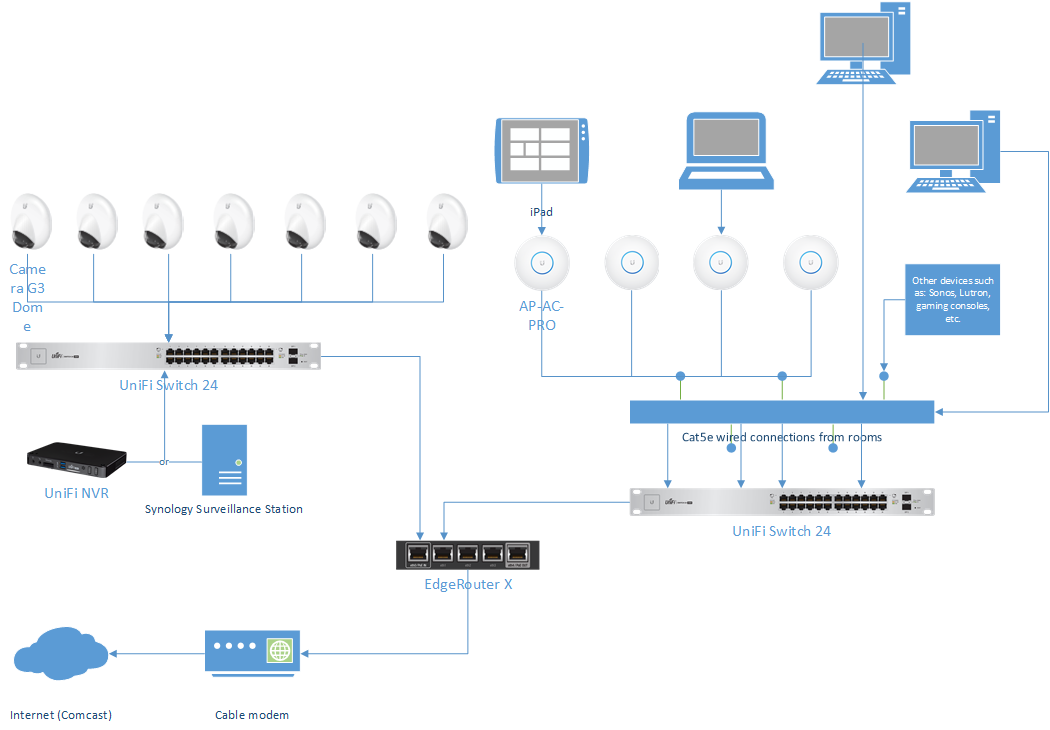 iPad
Came
ra G3
Dom
e
AP-AC-
PRO
Other devices such
as: Sonos, Lutron,
gaming consoles,
etc.
UniFi Switch 24
Cat5e wired connections from rooms
or
UniFi NVR
Synology Surveillance Station
UniFi Switch 24
EdgeRouter X
Internet (Comcast)
Cable modem